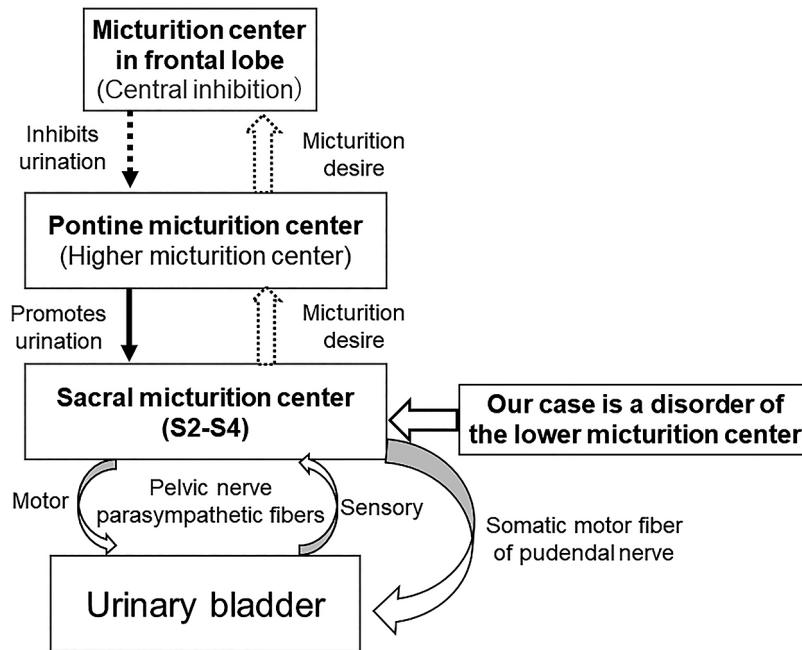 Micturition center
in frontal lobe
(Central inhibition)
Inhibits
urination
Micturition
desire
Pontine micturition center
(Higher micturition center)
Promotes
urination
Micturition
desire
Sacral micturition center
(S2-S4)
Our case is a disorder of
the lower micturition center
Motor
Pelvic nerve
parasympathetic fibers
Sensory
Somatic motor fiber
of pudendal nerve
Urinary bladder